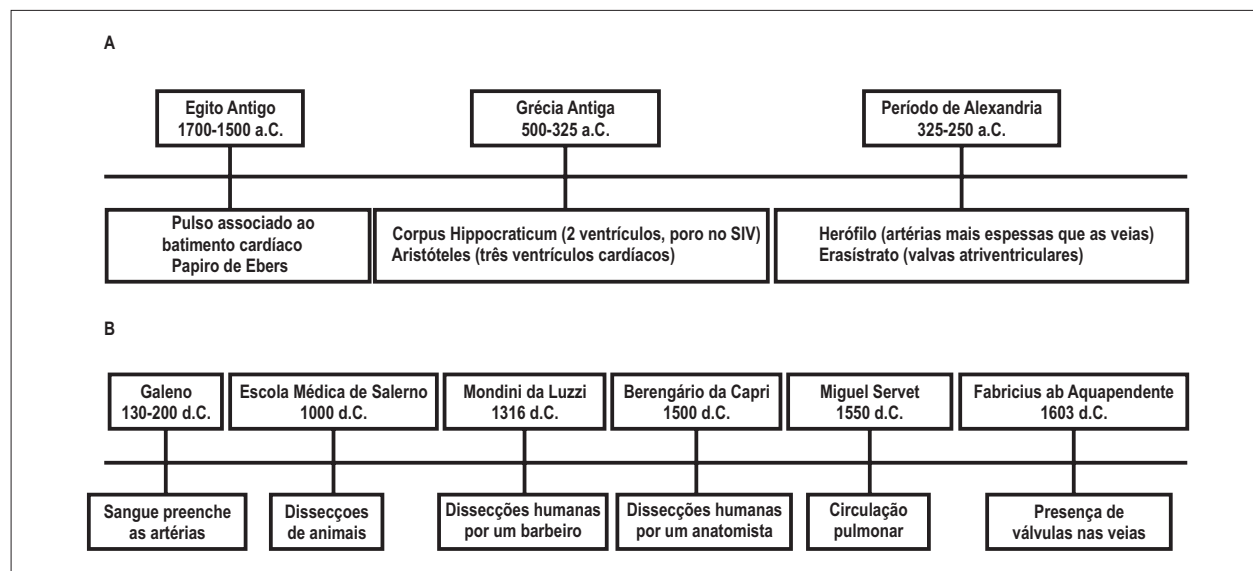 A
Egito Antigo
1700-1500 a.C.
Grécia Antiga
500-325 a.C.
Período de Alexandria
325-250 a.C.
Pulso associado ao
batimento cardíaco
Papiro de Ebers
Corpus Hippocraticum (2 ventrículos, poro no SIV)
Aristóteles (três ventrículos cardíacos)
Herófilo (artérias mais espessas que as veias)
Erasístrato (valvas atriventriculares)
B
Galeno
130-200 d.C.
Escola Médica de Salerno
1000 d.C.
Mondini da Luzzi
1316 d.C.
Berengário da Capri
1500 d.C.
Miguel Servet
1550 d.C.
Fabricius ab Aquapendente
1603 d.C.
Sangue preenche
as artérias
Dissecçoes
de animais
Dissecções humanas
por um barbeiro
Dissecções humanas
por um anatomista
Circulação
pulmonar
Presença de
válvulas nas veias